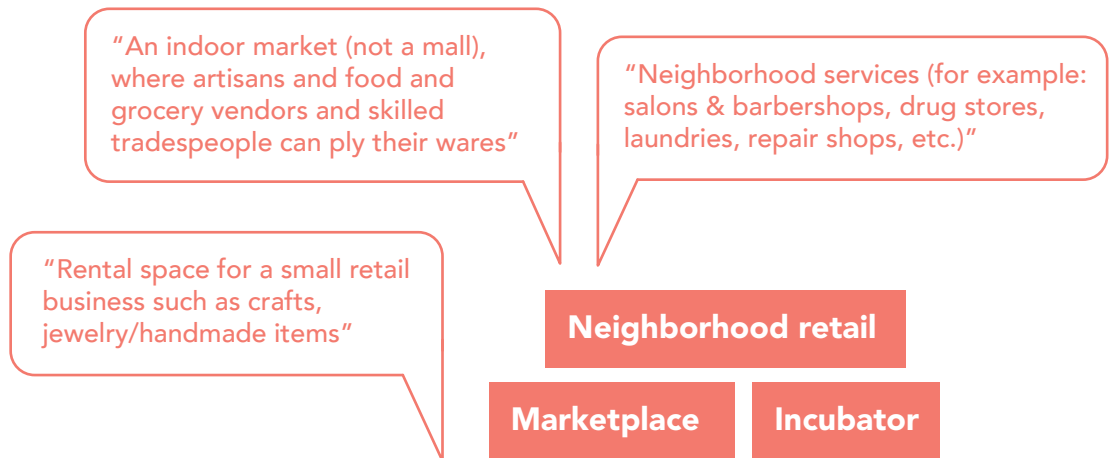 “An indoor market (not a mall),
where artisans and food and
grocery vendors and skilled
tradespeople can ply their wares”
“Neighborhood services (for example:
salons & barbershops, drug stores,
laundries, repair shops, etc.)”
“Rental space for a small retail
business such as crafts,
jewelry/handmade items”
Neighborhood retail
Marketplace
Incubator